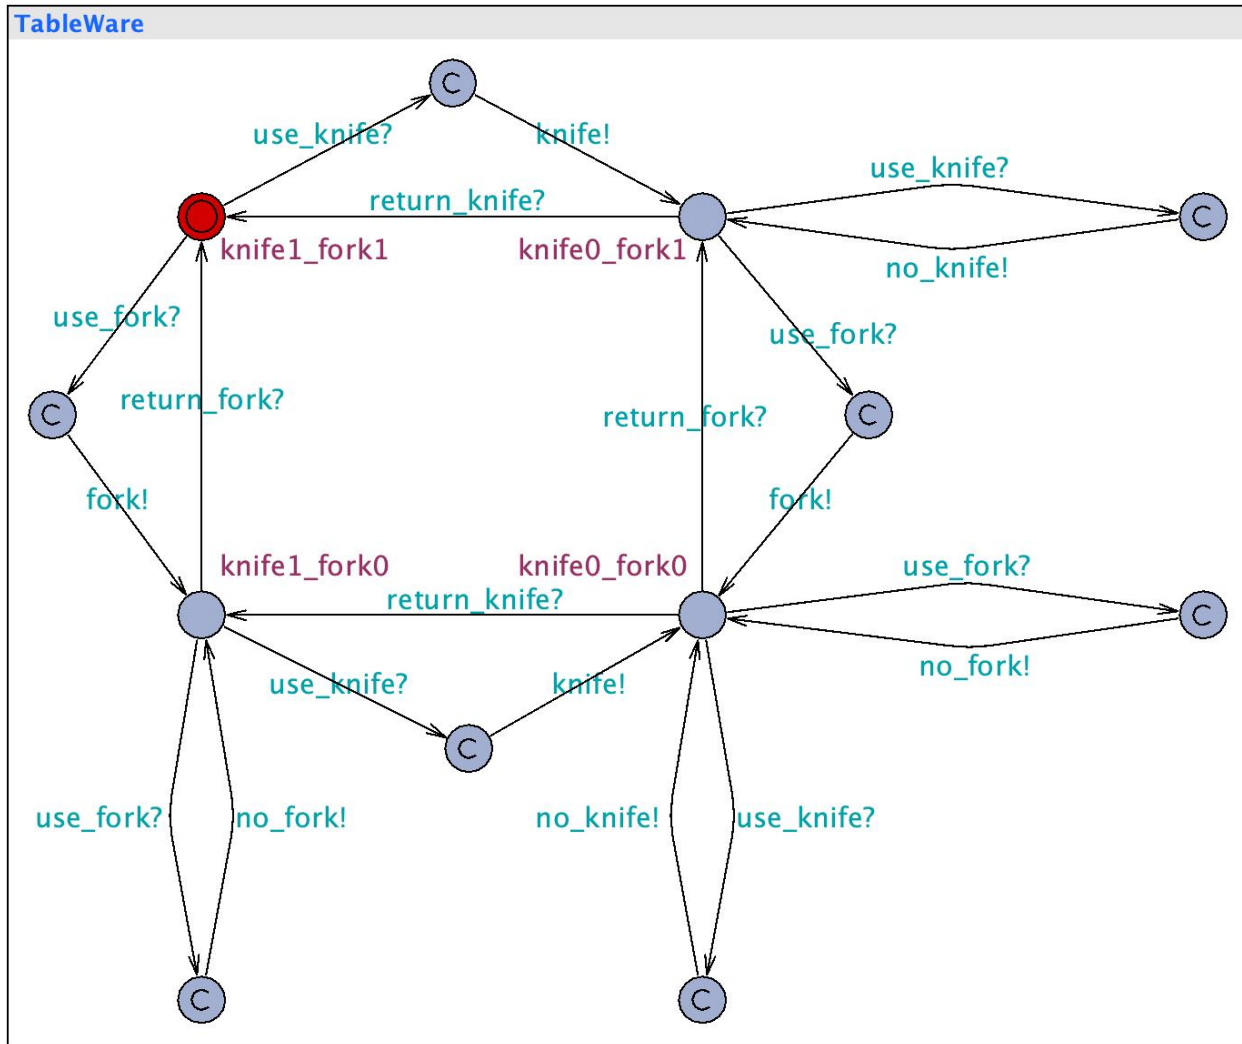 TableWare
C
use_knife?
knife!
use_knife?
C
return_knife?
knife1_fork1
knife0_fork1
no_knife!
use_fork?
use_fork?
C
return_fork?
return_fork?
C
fork!
fork!
knife1_fork0
knife0_fork0
use_fork?
return_knife?
C
no_fork!
use_knife?
knife!
C
use_fork?
no_fork!
no_knife!
use_knife?
C
C